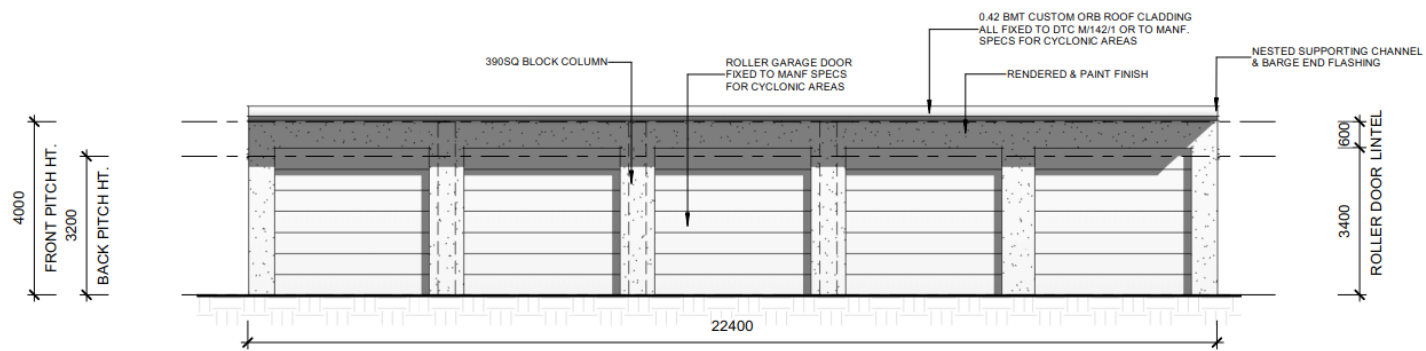 0.42 BMT CUSTOM ORB ROOF CLADDING
ALL FIXED TO DTC M/142/1 OR TO MANF.
SPECS FOR CYCLONIC AREAS
390SQ BLOCK COLUMN
ROLLER GARAGE DOOR
FIXED TO MANF SPECS
FOR CYCLONIC AREAS
RENDERED & PAINT FINISH
NESTED SUPPORTING CHANNEL
& BARGE END FLASHING
4000
FRONT PITCH HT.
3200
BACK PITCH HT.
600
3400
ROLLER DOOR LINTEL
22400